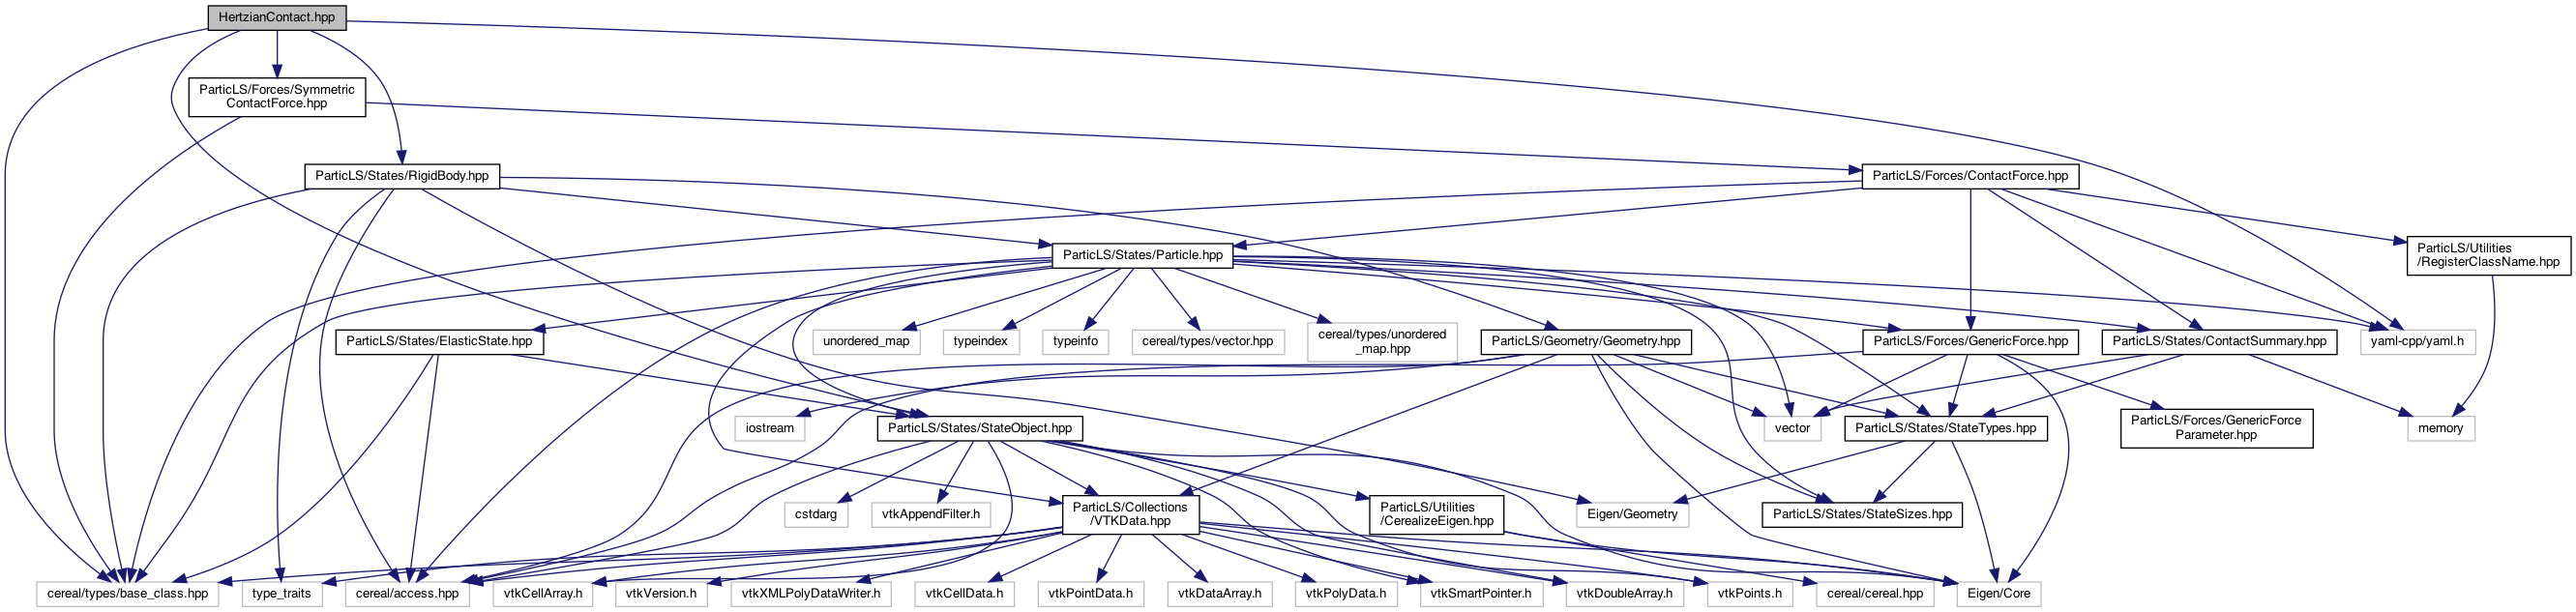 HertzianContact.hpp
ParticLS/Forces/Symmetric
ContactForce.hpp
ParticLS/States/RigidBody.hpp
ParticLS/Forces/ContactForce.hpp
ParticLS/States/Particle.hpp
ParticLS/Utilities
/RegisterClassName.hpp
ParticLS/States/ElasticState.hpp
unordered_map
typeindex
typeinfo
cereal/types/vector.hpp
cereal/types/unordered
_map.hpp
ParticLS/Geometry/Geometry.hpp
ParticLS/Forces/GenericForce.hpp
ParticLS/States/ContactSummary.hpp
yaml-cpp/yaml.h
iostream
ParticLS/States/StateObject.hpp
vector
ParticLS/States/StateTypes.hpp
ParticLS/Forces/GenericForce
Parameter.hpp
memory
cstdarg
vtkAppendFilter.h
ParticLS/Collections
/VTKData.hpp
ParticLS/Utilities
/CerealizeEigen.hpp
Eigen/Geometry
ParticLS/States/StateSizes.hpp
cereal/types/base_class.hpp
type_traits
cereal/access.hpp
vtkCellArray.h
vtkVersion.h
vtkXMLPolyDataWriter.h
vtkCellData.h
vtkPointData.h
vtkDataArray.h
vtkPolyData.h
vtkSmartPointer.h
vtkDoubleArray.h
vtkPoints.h
cereal/cereal.hpp
Eigen/Core